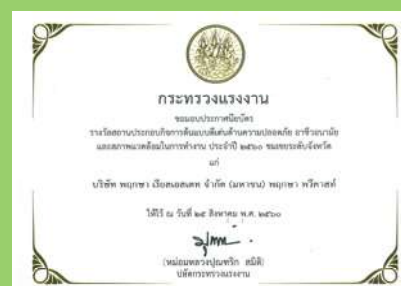 กระทรวงแรงงาน
ขอมอบประกาศนียบัตร
รางวัลสถานประกอบกิจการต้นแบบดีเด่นด้านความปลอดภัย อาชีวอนามัย
และสภาพแวดล้อมในการทำงาน ประจำปี ๒๕๖๐ ชมเชยระดับจังหวัด
แก่
บริษัท พฤกษา เรียลเอสเตท จำกัด (มหาชน) พฤกษา พรีคาสท์
ให้ไว้ ณ วันที่ ๒๕ สิงหาคม พ.ศ. ๒๕๖๐
(หม่อมหลวงปุณฑริก สมิติ)
ปลัดกระทรวงแรงงาน